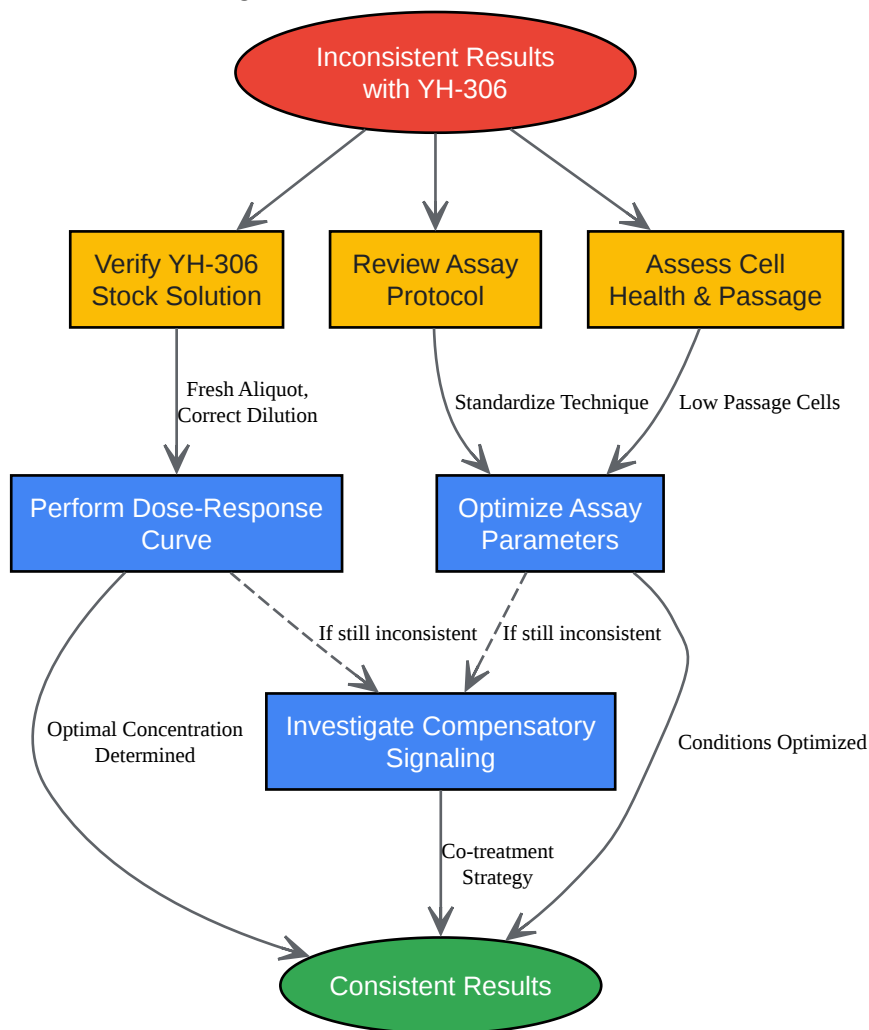 Inconsistent Results
with YH-306
Verify YH-306
Stock Solution
Review Assay
Protocol
Assess Cell
Health & Passage
Fresh Aliquot,
Correct Dilution
Standardize Technique
Low Passage Cells
Perform Dose-Response
Curve
Optimize Assay
Parameters
If still inconsistent
If still inconsistent
Optimal Concentration
Determined
Investigate Compensatory
Signaling
Conditions Optimized
Co-treatment
Strategy
Consistent Results